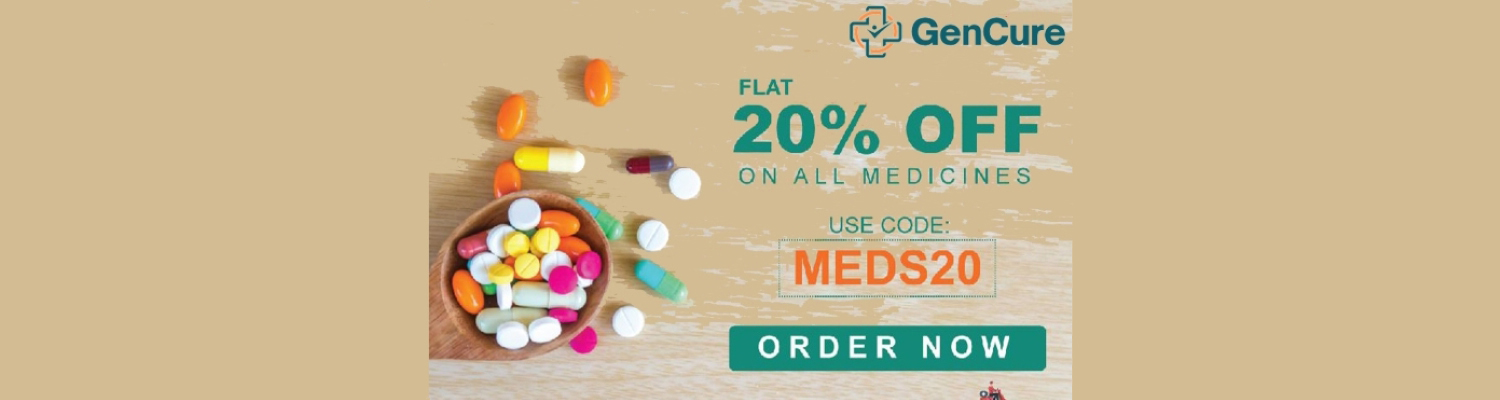 GenCure
FLAT
20% OFF
ON ALL MEDICINES
USE CODE:
MEDS20
ORDER NOW